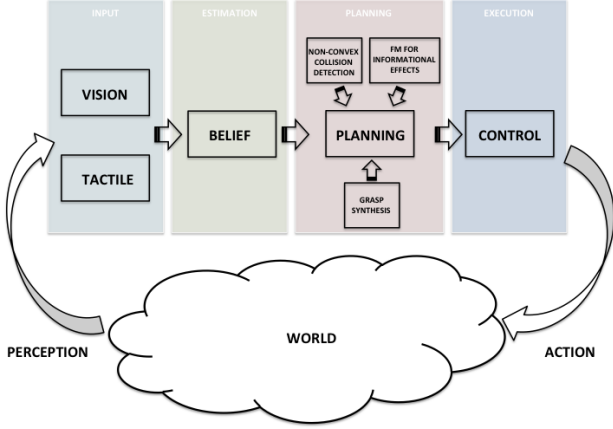 INPUT
ESTIMATION
PLANNING
EXECUTION
VISION
TACTILE
BELIEF
NON-CONVEX
COLLISION
DETECTION
FM FOR
INFORMATIONAL
EFFECTS
PLANNING
GRASP
SYNTHESIS
CONTROL
PERCEPTION
WORLD
ACTION